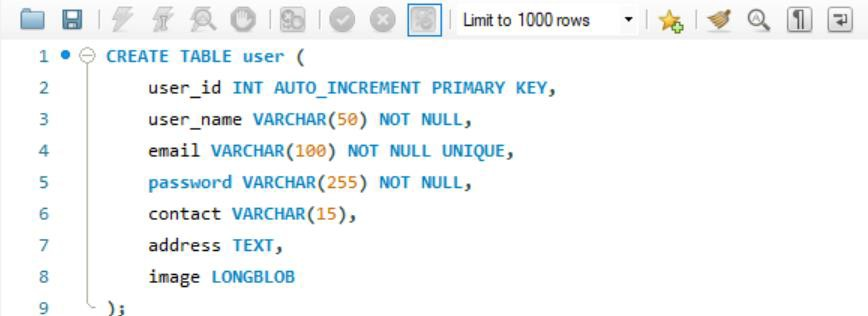 Limit to 1000 rows
1 CREATE TABLE user (
2 user_id INT AUTO_INCREMENT PRIMARY KEY,
3 user_name VARCHAR(50) NOT NULL,
4 email VARCHAR(100) NOT NULL UNIQUE,
5 password VARCHAR(255) NOT NULL,
6 contact VARCHAR(15),
7 address TEXT,
8 image LONGBLOB
9 );